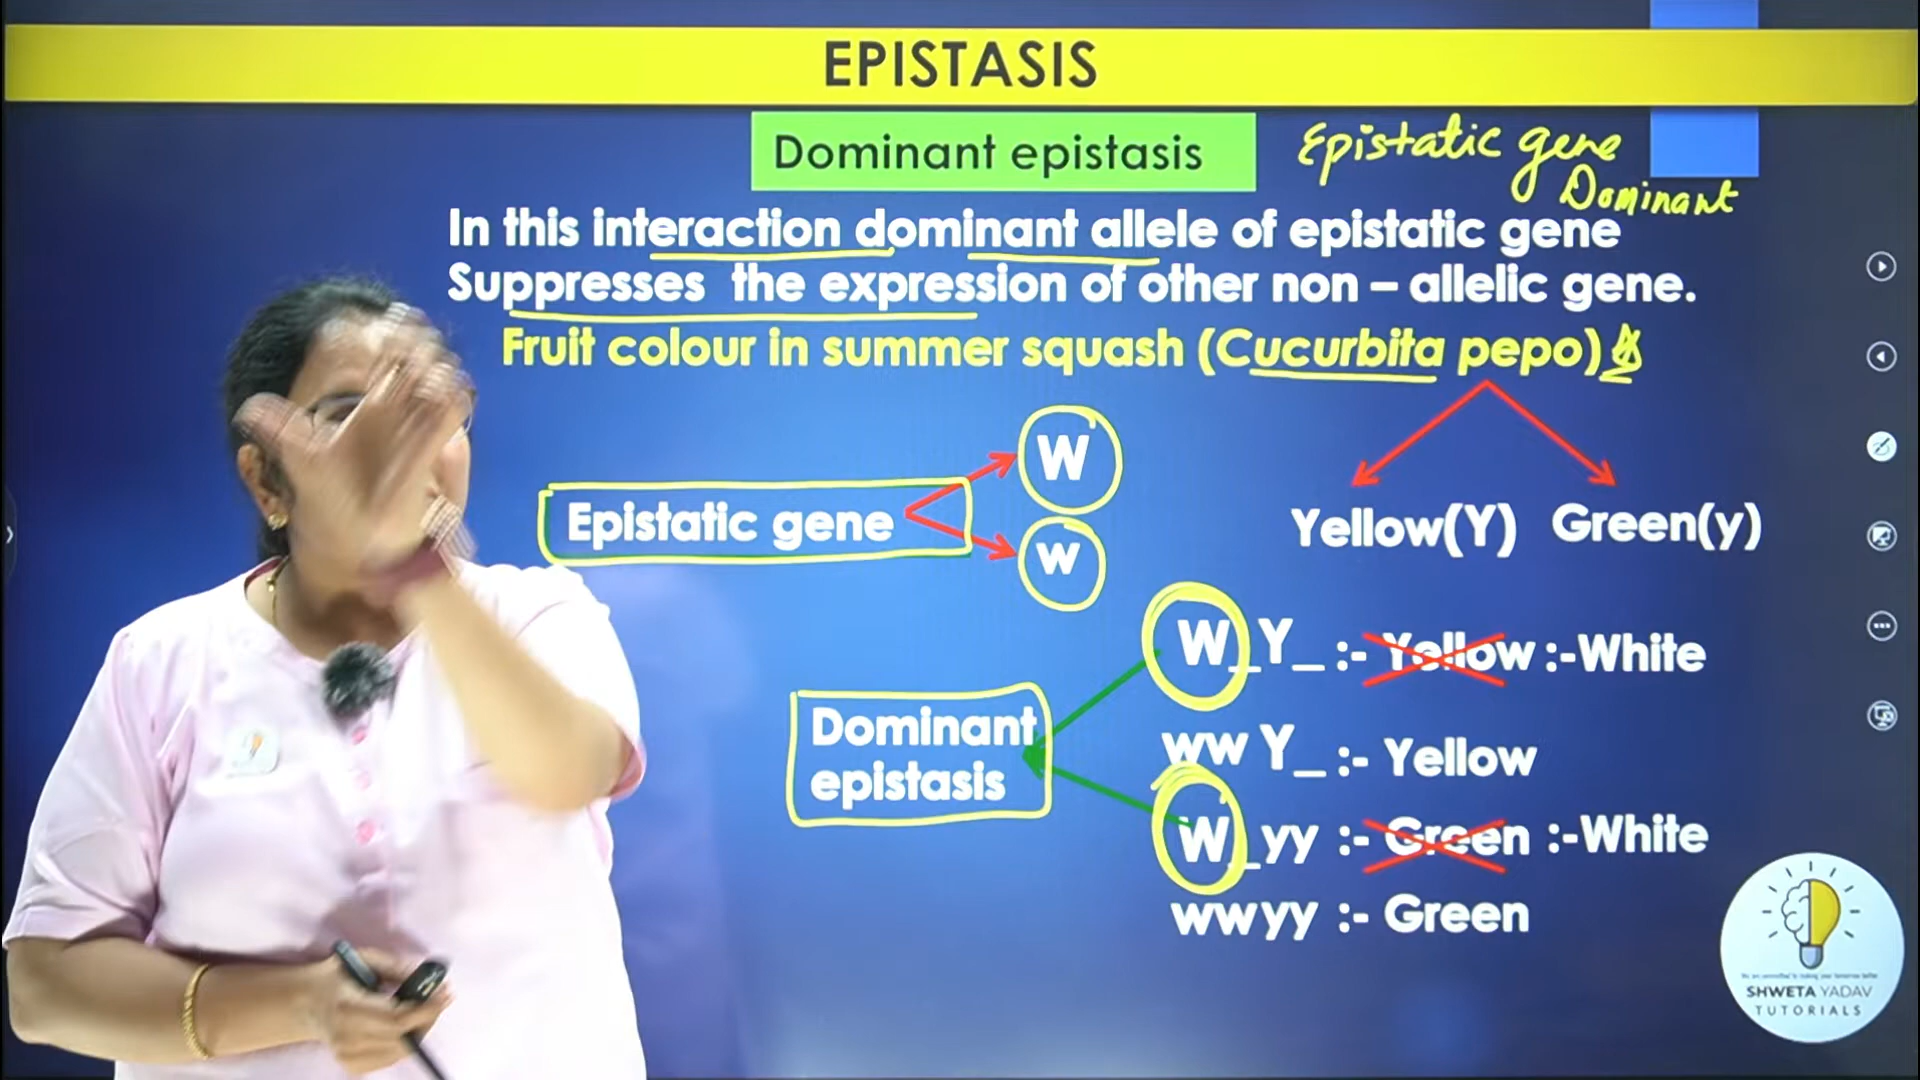 EPISTASIS
Dominant epistasis
Epistatic gene
Dominant
In this interaction dominant allele of epistatic gene
Suppresses the expression of other non – allelic gene.
Fruit colour in summer squash (Cucurbita pepo)
W
Epistatic gene
w
Yellow(Y) Green(y)
W_Y_ :- Yellow :-White
Dominant
epistasis
ww Y_ :- Yellow
W_yy :- Green :-White
wwyy :- Green
SHWETA YADAV
TUTORIALS